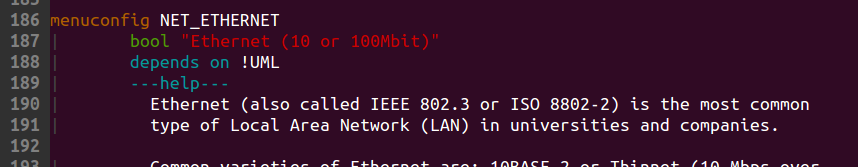 186 menuconfig NET_ETHERNET
187 bool "Ethernet (10 or 100Mbit)"
188 depends on !UML
189 ---help---
190 Ethernet (also called IEEE 802.3 or ISO 8802-2) is the most common
191 type of Local Area Network (LAN) in universities and companies.
192
193 Common varieties of Ethernet are: 10BASE-2 or Thinnet (10 Mbps over